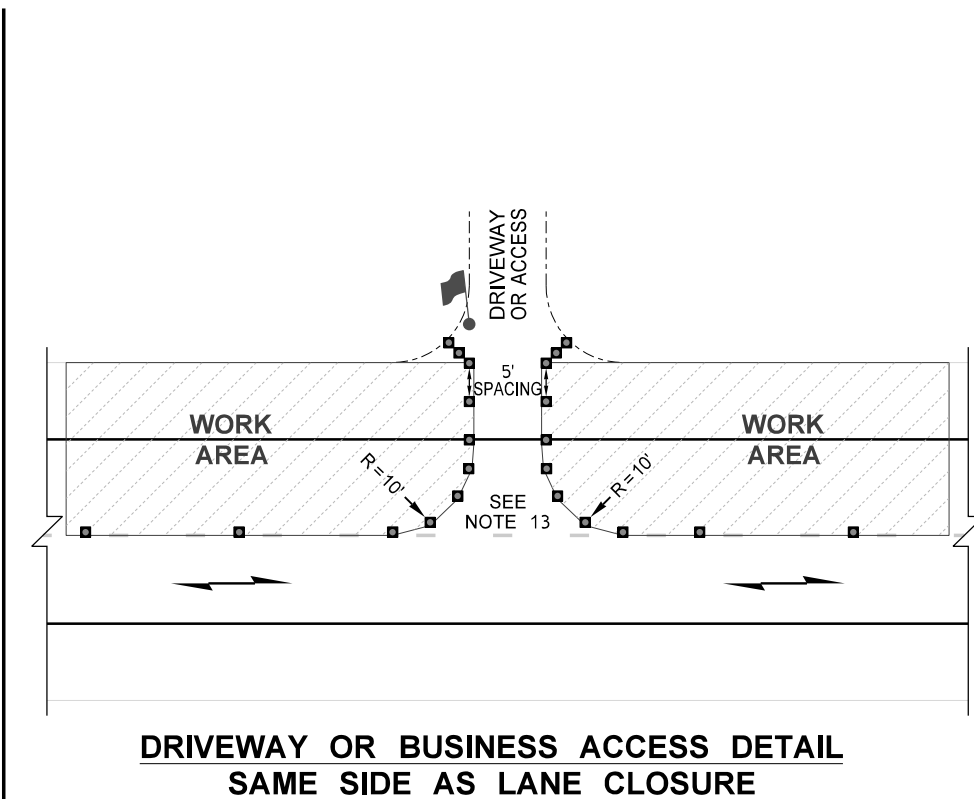 DRIVEWAY
OR ACCESS
5'
SPACING
WORK
AREA
WORK
AREA
R=10'
R=10'
SEE
NOTE 13
DRIVEWAY OR BUSINESS ACCESS DETAIL
SAME SIDE AS LANE CLOSURE